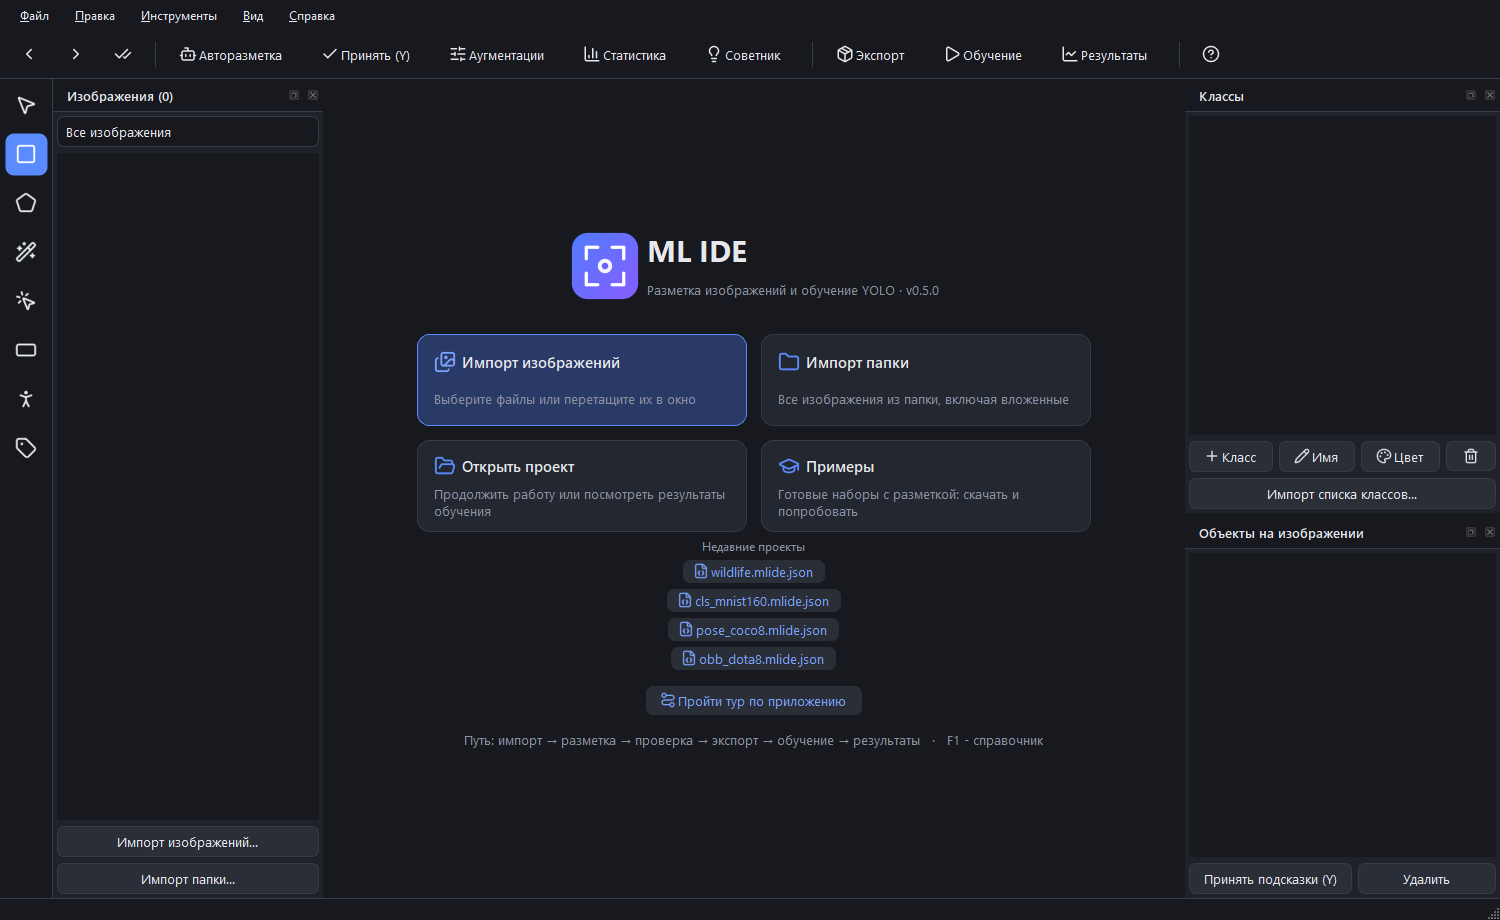 Файл Правка Инструменты Вид Справка
Авторазметка Принять (Y) Аугментации Статистика Советник Экспорт Обучение Результаты
Изображения (0)
Все изображения
Импорт изображений...
Импорт папки...
ML IDE
Разметка изображений и обучение YOLO · v0.5.0
Импорт изображений
Выберите файлы или перетащите их в окно
Импорт папки
Все изображения из папки, включая вложенные
Открыть проект
Продолжить работу или посмотреть результаты
обучения
Примеры
Готовые наборы с разметкой: скачать и
попробовать
Недавние проекты
wildlife.mlide.json
cls_mnist160.mlide.json
pose_coco8.mlide.json
obb_dota8.mlide.json
Пройти тур по приложению
Путь: импорт → разметка → проверка → экспорт → обучение → результаты · F1 - справочник
Классы
Класс Имя Цвет
Импорт списка классов...
Объекты на изображении
Принять подсказки (Y) Удалить